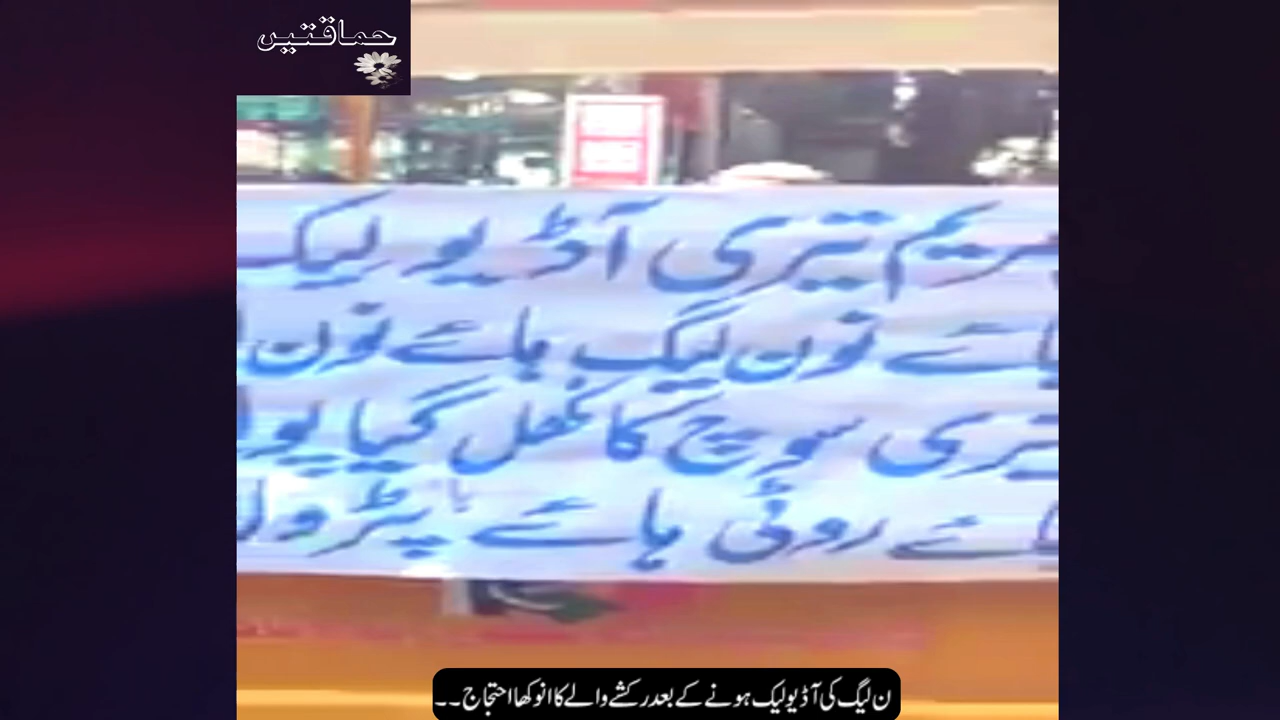 حماقتیں
مریم تیری آڈیو لیک
ہائے نون لیگ ہائے نون
تیری سوچ کا کھل گیا پول
ہائے روٹی ہائے پٹرول
ن لیگ کی آڈیو لیک ہونے کے بعد رکشے والے کا انوکھا احتجاج۔۔